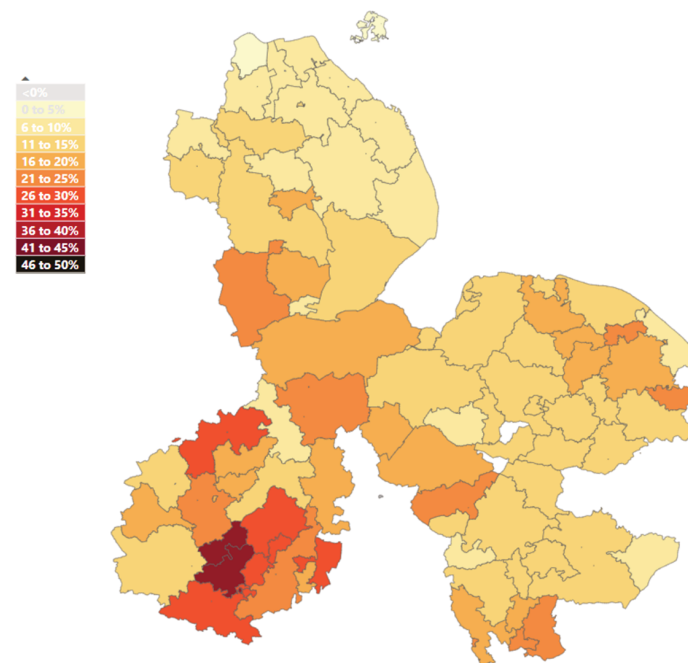 <0%
0 to 5%
6 to 10%
11 to 15%
16 to 20%
21 to 25%
26 to 30%
31 to 35%
36 to 40%
41 to 45%
46 to 50%